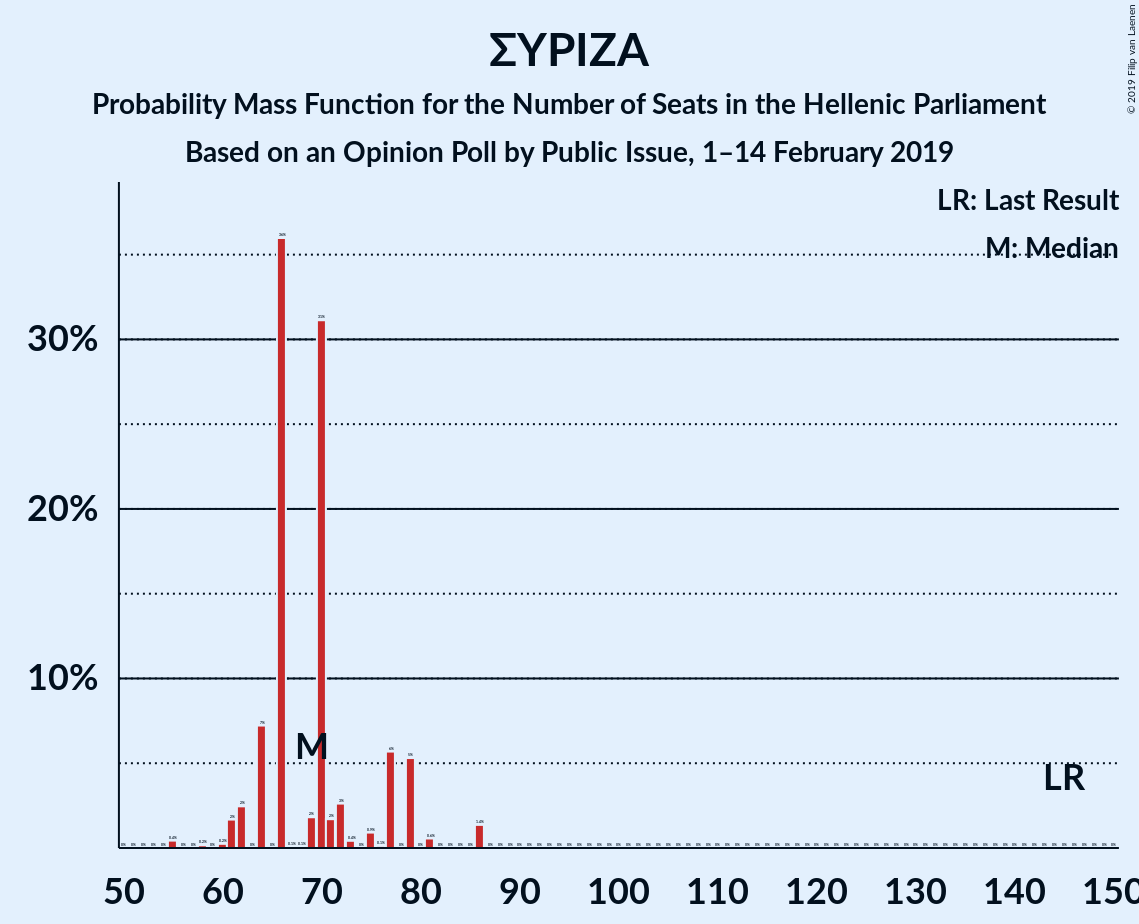 ΣΥΡΙΖΑ
Probability Mass Function for the Number of Seats in the Hellenic Parliament
Based on an Opinion Poll by Public Issue, 1–14 February 2019
© 2019 Filip van Laenen
LR: Last Result
M: Median
30%
20%
10%
M
LR
50 60 70 80 90 100 110 120 130 140 150